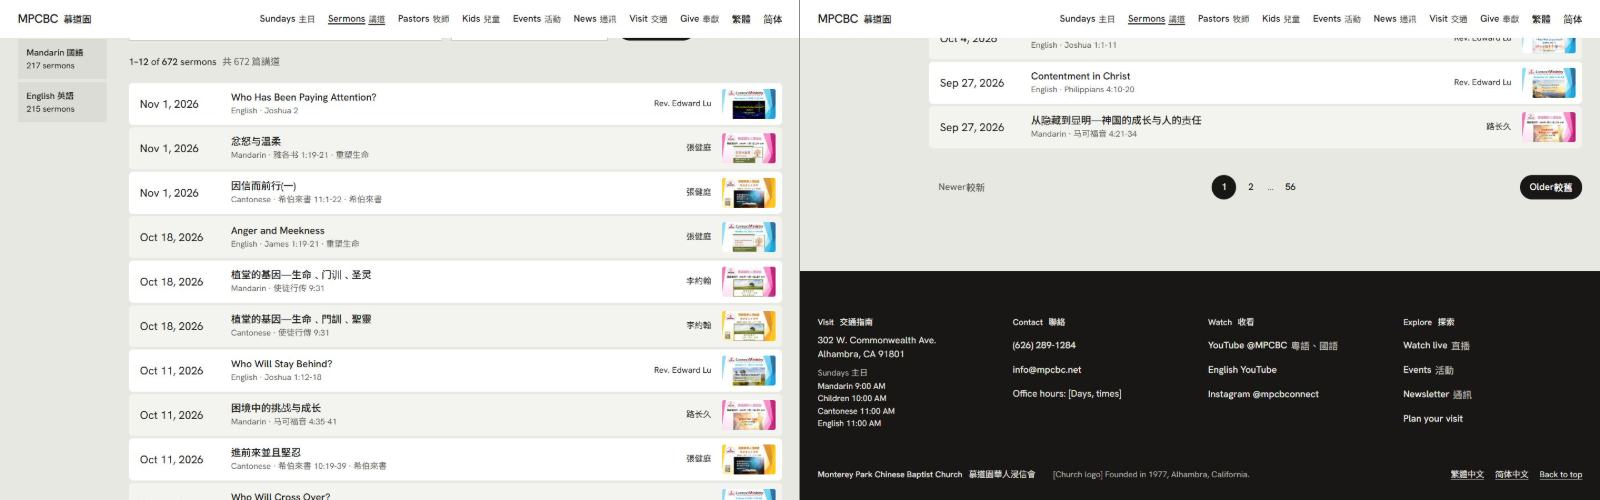 MPCBC 慕道園
Sundays 主日 Sermons 講道 Pastors 牧師 Kids 兒童 Events 活動 News 通訊 Visit 交通 Give 奉獻 繁體 简体
Mandarin 國語
217 sermons
English 英語
215 sermons
1–12 of 672 sermons 共 672 篇講道
Nov 1, 2026
Who Has Been Paying Attention?
English · Joshua 2
Rev. Edward Lu
Nov 1, 2026
忿怒与温柔
Mandarin · 雅各书 1:19-21 · 重塑生命
張健庭
Nov 1, 2026
因信而前行(一)
Cantonese · 希伯來書 11:1-22 · 希伯來書
張健庭
Oct 18, 2026
Anger and Meekness
English · James 1:19-21 · 重塑生命
張健庭
Oct 18, 2026
植堂的基因—生命﹑门训﹑圣灵
Mandarin · 使徒行传 9:31
李約翰
Oct 18, 2026
植堂的基因—生命﹑門訓﹑聖靈
Cantonese · 使徒行傳 9:31
李約翰
Oct 11, 2026
Who Will Stay Behind?
English · Joshua 1:12-18
Rev. Edward Lu
Oct 11, 2026
困境中的挑战与成长
Mandarin · 马可福音 4:35-41
路长久
Oct 11, 2026
進前來並且堅忍
Cantonese · 希伯來書 10:19-39 · 希伯來書
張健庭
Who Will Cross Over?
MPCBC 慕道園
Sundays 主日 Sermons 講道 Pastors 牧師 Kids 兒童 Events 活動 News 通訊 Visit 交通 Give 奉獻 繁體 简体
Oct 4, 2026
English · Joshua 1:1-11
Rev. Edward Lu
Sep 27, 2026
Contentment in Christ
English · Philippians 4:10-20
Rev. Edward Lu
Sep 27, 2026
从隐藏到显明—神国的成长与人的责任
Mandarin · 马可福音 4:21-34
路长久
Newer較新
1 2 … 56
Older較舊
Visit 交通指南
302 W. Commonwealth Ave.
Alhambra, CA 91801
Sundays 主日
Mandarin 9:00 AM
Children 10:00 AM
Cantonese 11:00 AM
English 11:00 AM
Contact 聯絡
(626) 289-1284
info@mpcbc.net
Office hours: [Days, times]
Watch 收看
YouTube @MPCBC 粵語、國語
English YouTube
Instagram @mpcbconnect
Explore 探索
Watch live 直播
Events 活動
Newsletter 通訊
Plan your visit
Monterey Park Chinese Baptist Church 慕道園華人浸信會
[Church logo] Founded in 1977, Alhambra, California.
繁體中文 简体中文 Back to top